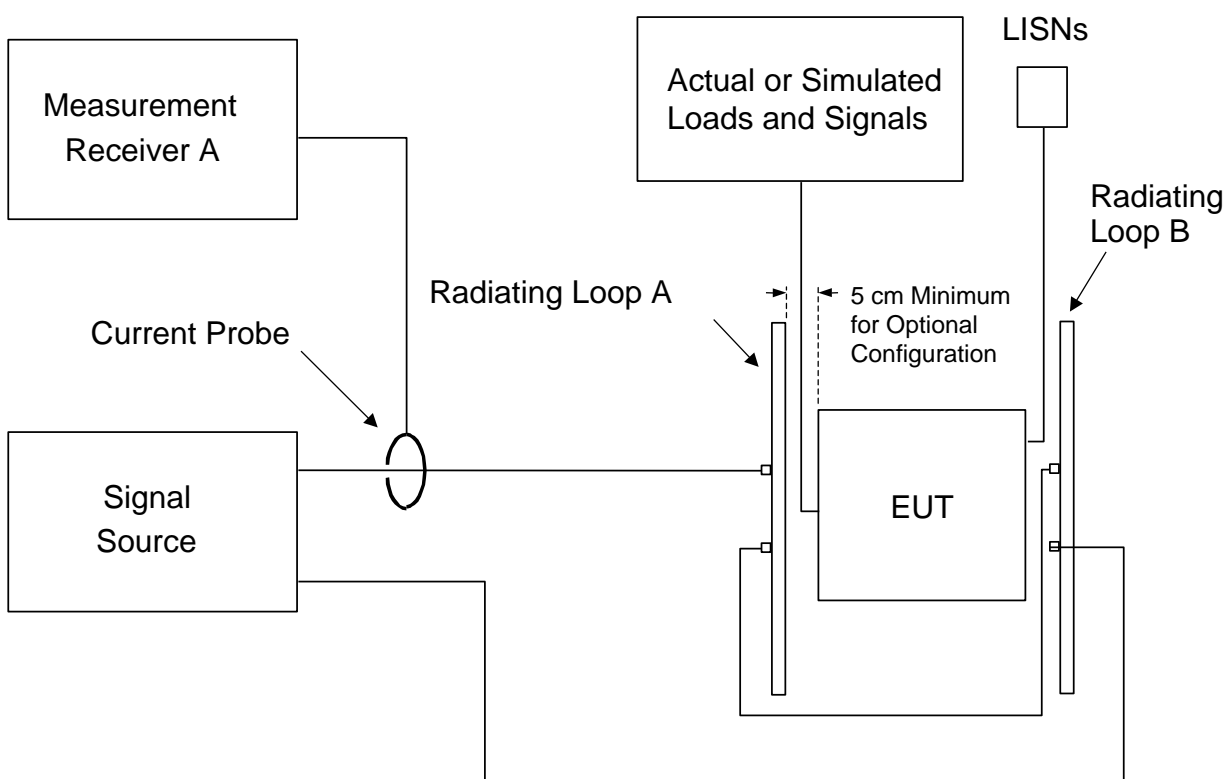 LISNs
Measurement
Receiver A
Actual or Simulated
Loads and Signals
Radiating
Loop B
Radiating Loop A
5 cm Minimum
for Optional
Configuration
Current Probe
Signal
Source
EUT